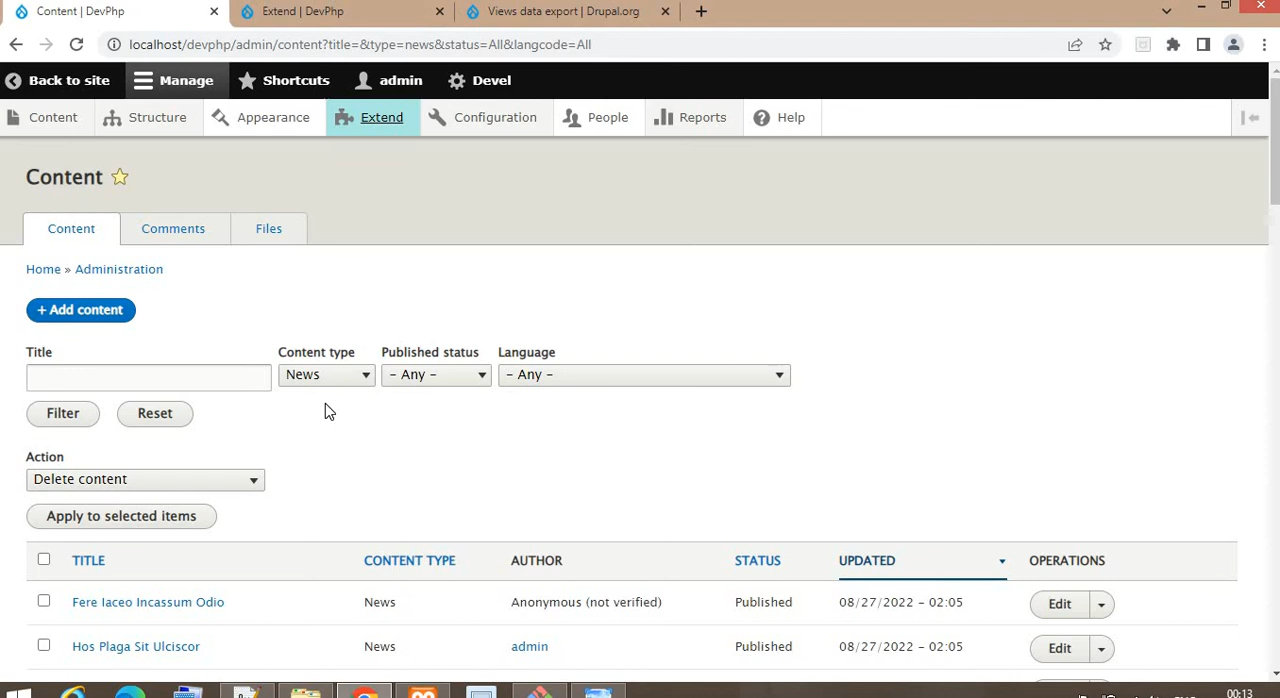 Content | DevPhp
Extend | DevPhp
Views data export | Drupal.org
localhost/devphp/admin/content?title=&type=news&status=All&langcode=All
Back to site Manage Shortcuts admin Devel
Content Structure Appearance Extend Configuration People Reports Help
Content
Content Comments Files
Home » Administration
+ Add content
Title Content type Published status Language
News - Any - - Any -
Filter Reset
Action
Delete content
Apply to selected items
TITLE CONTENT TYPE AUTHOR STATUS UPDATED OPERATIONS
Fere Iaceo Incassum Odio News Anonymous (not verified) Published 08/27/2022 - 02:05 Edit
Hos Plaga Sit Ulciscor News admin Published 08/27/2022 - 02:05 Edit
00:13